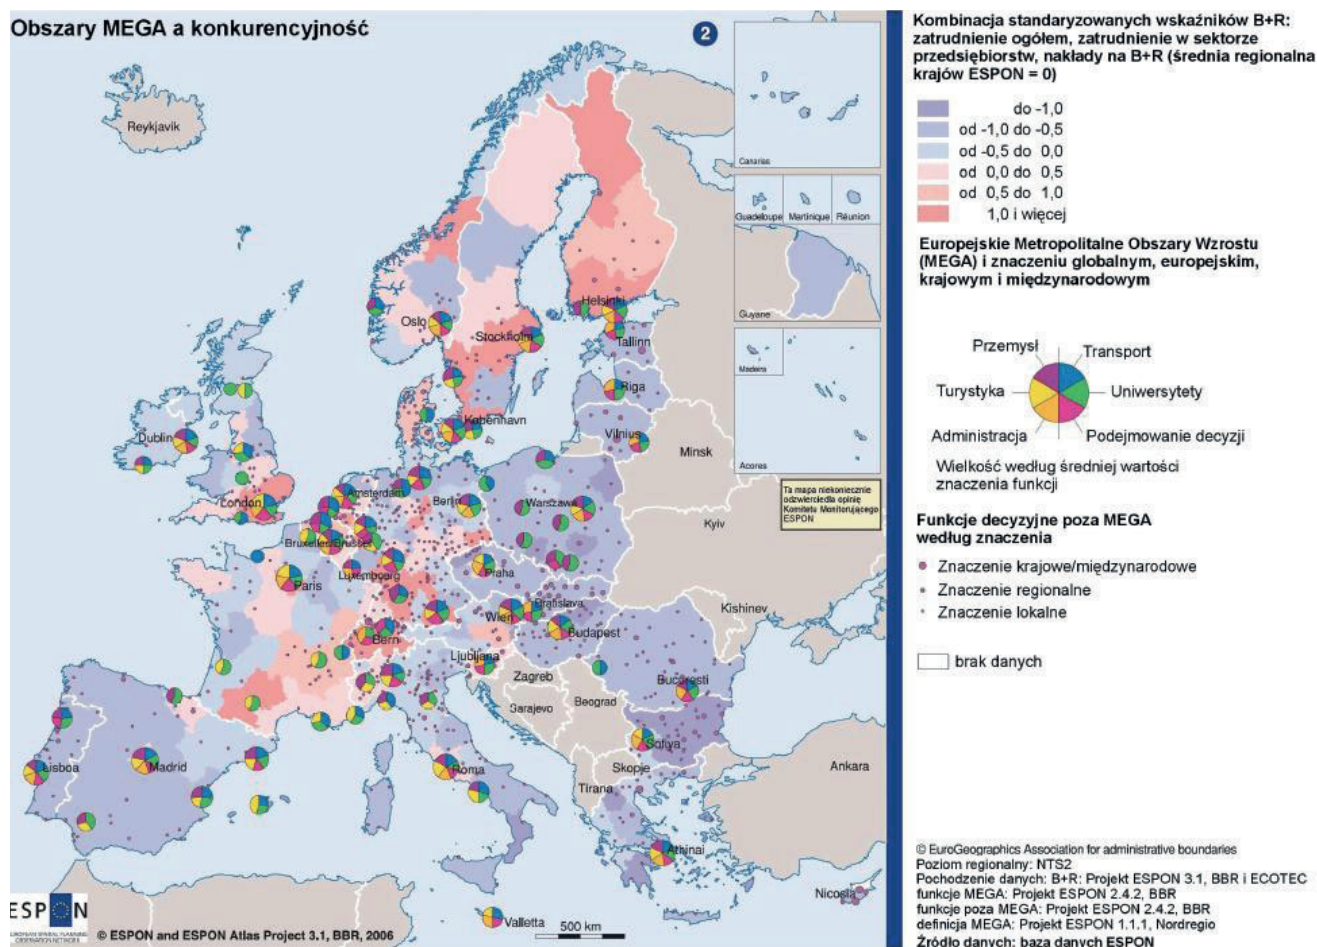 Obszary MEGA a konkurencyjność
2
Reykjavik
Canarias
Guadeloupe
Martinique
Réunion
Guyane
Madeira
Acores
Ta mapa niekoniecznie
odzwierciedla opinię
Komitetu Monitorującego
ESPON
Helsinki
Oslo
Stockholm
Tallinn
Riga
København
Vilnius
Dublin
Minsk
London
Amsterdam
Berlin
Warszawa
Kyiv
Bruxelles/Brussel
Luxembourg
Praha
Paris
Kishinev
Bratislava
Wien
Budapest
Bern
Ljubljana
Zagreb
Bucoresti
Beograd
Sarajevo
Sofiya
Skopje
Ankara
Lisboa
Madrid
Roma
Tirana
Athinai
Nicosia
Valletta
500 km
ESPON
EUROPEAN SPATIAL PLANNING
OBSERVATION NETWORK
© ESPON and ESPON Atlas Project 3.1, BBR, 2006
Kombinacja standaryzowanych wskaźników B+R:
zatrudnienie ogółem, zatrudnienie w sektorze
przedsiębiorstw, nakłady na B+R (średnia regionalna
krajów ESPON = 0)
do -1,0
od -1,0 do -0,5
od -0,5 do 0,0
od 0,0 do 0,5
od 0,5 do 1,0
1,0 i więcej
Europejskie Metropolitalne Obszary Wzrostu
(MEGA) i znaczeniu globalnym, europejskim,
krajowym i międzynarodowym
Przemysł
Transport
Turystyka
Uniwersytety
Administracja
Podejmowanie decyzji
Wielkość według średniej wartości
znaczenia funkcji
Funkcje decyzyjne poza MEGA
według znaczenia
Znaczenie krajowe/międzynarodowe
Znaczenie regionalne
Znaczenie lokalne
brak danych
© EuroGeographics Association for administrative boundaries
Poziom regionalny: NTS2
Pochodzenie danych: B+R: Projekt ESPON 3.1, BBR i ECOTEC
funkcje MEGA: Projekt ESPON 2.4.2, BBR
funkcje poza MEGA: Projekt ESPON 2.4.2, BBR
definicja MEGA: Projekt ESPON 1.1.1, Nordregio
Źródło danych: baza danych ESPON